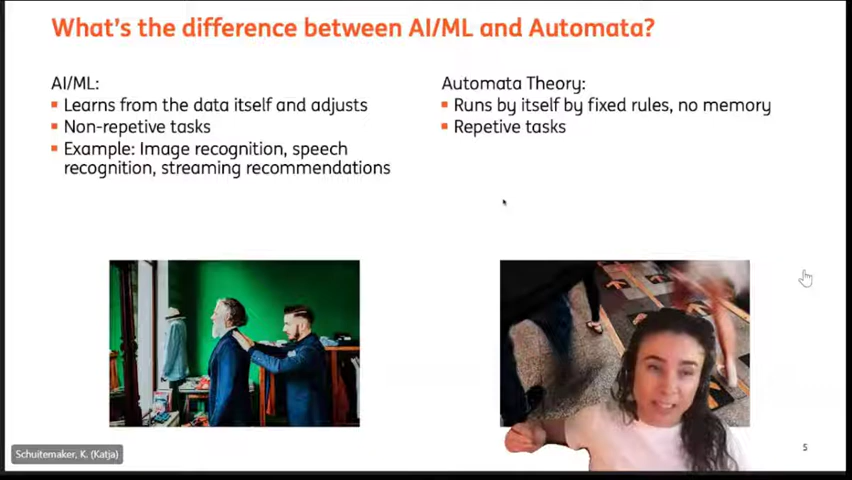 What's the difference between AI/ML and Automata?
AI/ML:
Learns from the data itself and adjusts
Non-repetive tasks
Example: Image recognition, speech
recognition, streaming recommendations
Automata Theory:
Runs by itself by fixed rules, no memory
Repetive tasks
5
Schuitemaker, K. (Katja)